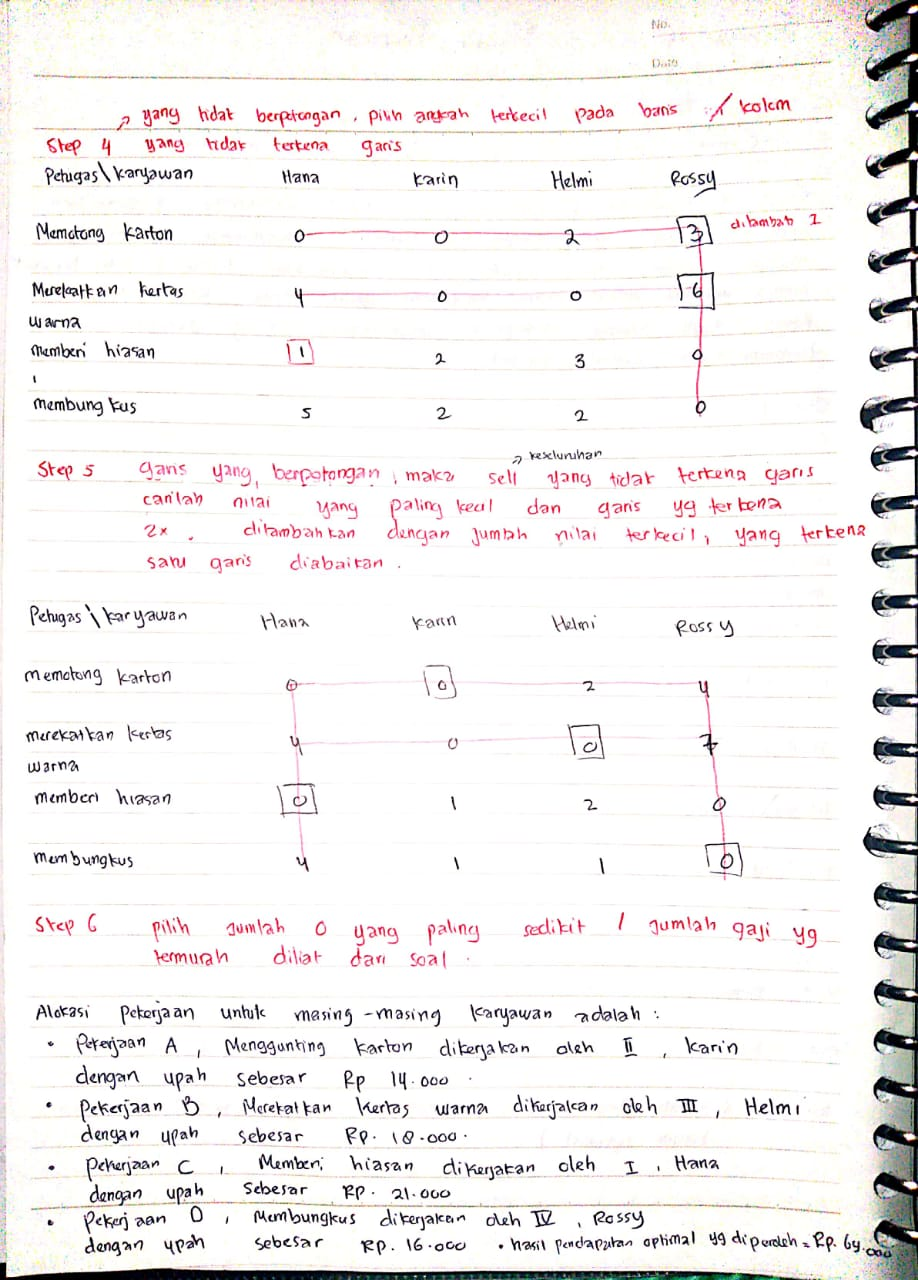 No.
Date
↗ yang tidak berpotongan, pilih angkah terkecil pada baris / kolom
Step 4 yang tidak terkena garis
Petugas\karyawan Hana Karin Helmi Rossy
Memotong karton 0 0 2 3 ditambah 1
Merekatkan kertas 4 0 0 6
warna
memberi hiasan 1 2 3 0
membungkus 5 2 2 0
↗ keseluruhan
Step 5 garis yang berpotongan, maka sell yang tidak terkena garis
carilah nilai yang paling kecil dan garis yg terkena
2x. ditambahkan dengan jumlah nilai terkecil, yang terkena
satu garis diabaikan.
Petugas\karyawan Hana Karin Helmi Rossy
memotong karton 0 0 2 4
merekatkan kertas 4 0 0 7
warna
memberi hiasan 0 1 2 0
membungkus 4 1 1 0
Step 6 pilih jumlah 0 yang paling sedikit / jumlah gaji yg
termurah diliat dari soal.
Alokasi pekerjaan untuk masing-masing karyawan adalah :
• Pekerjaan A, Menggunting karton dikerjakan oleh II, Karin
dengan upah sebesar Rp 14.000.
• Pekerjaan B, Merekatkan kertas warna dikerjakan oleh III, Helmi
dengan upah sebesar RP. 18.000.
• Pekerjaan C, Memberi hiasan dikerjakan oleh I, Hana
dengan upah sebesar RP. 21.000
• Pekerjaan D, Membungkus dikerjakan oleh IV, Rossy
dengan upah sebesar RP. 16.000 • hasil pendapatan optimal yg diperoleh = Rp. 69.000